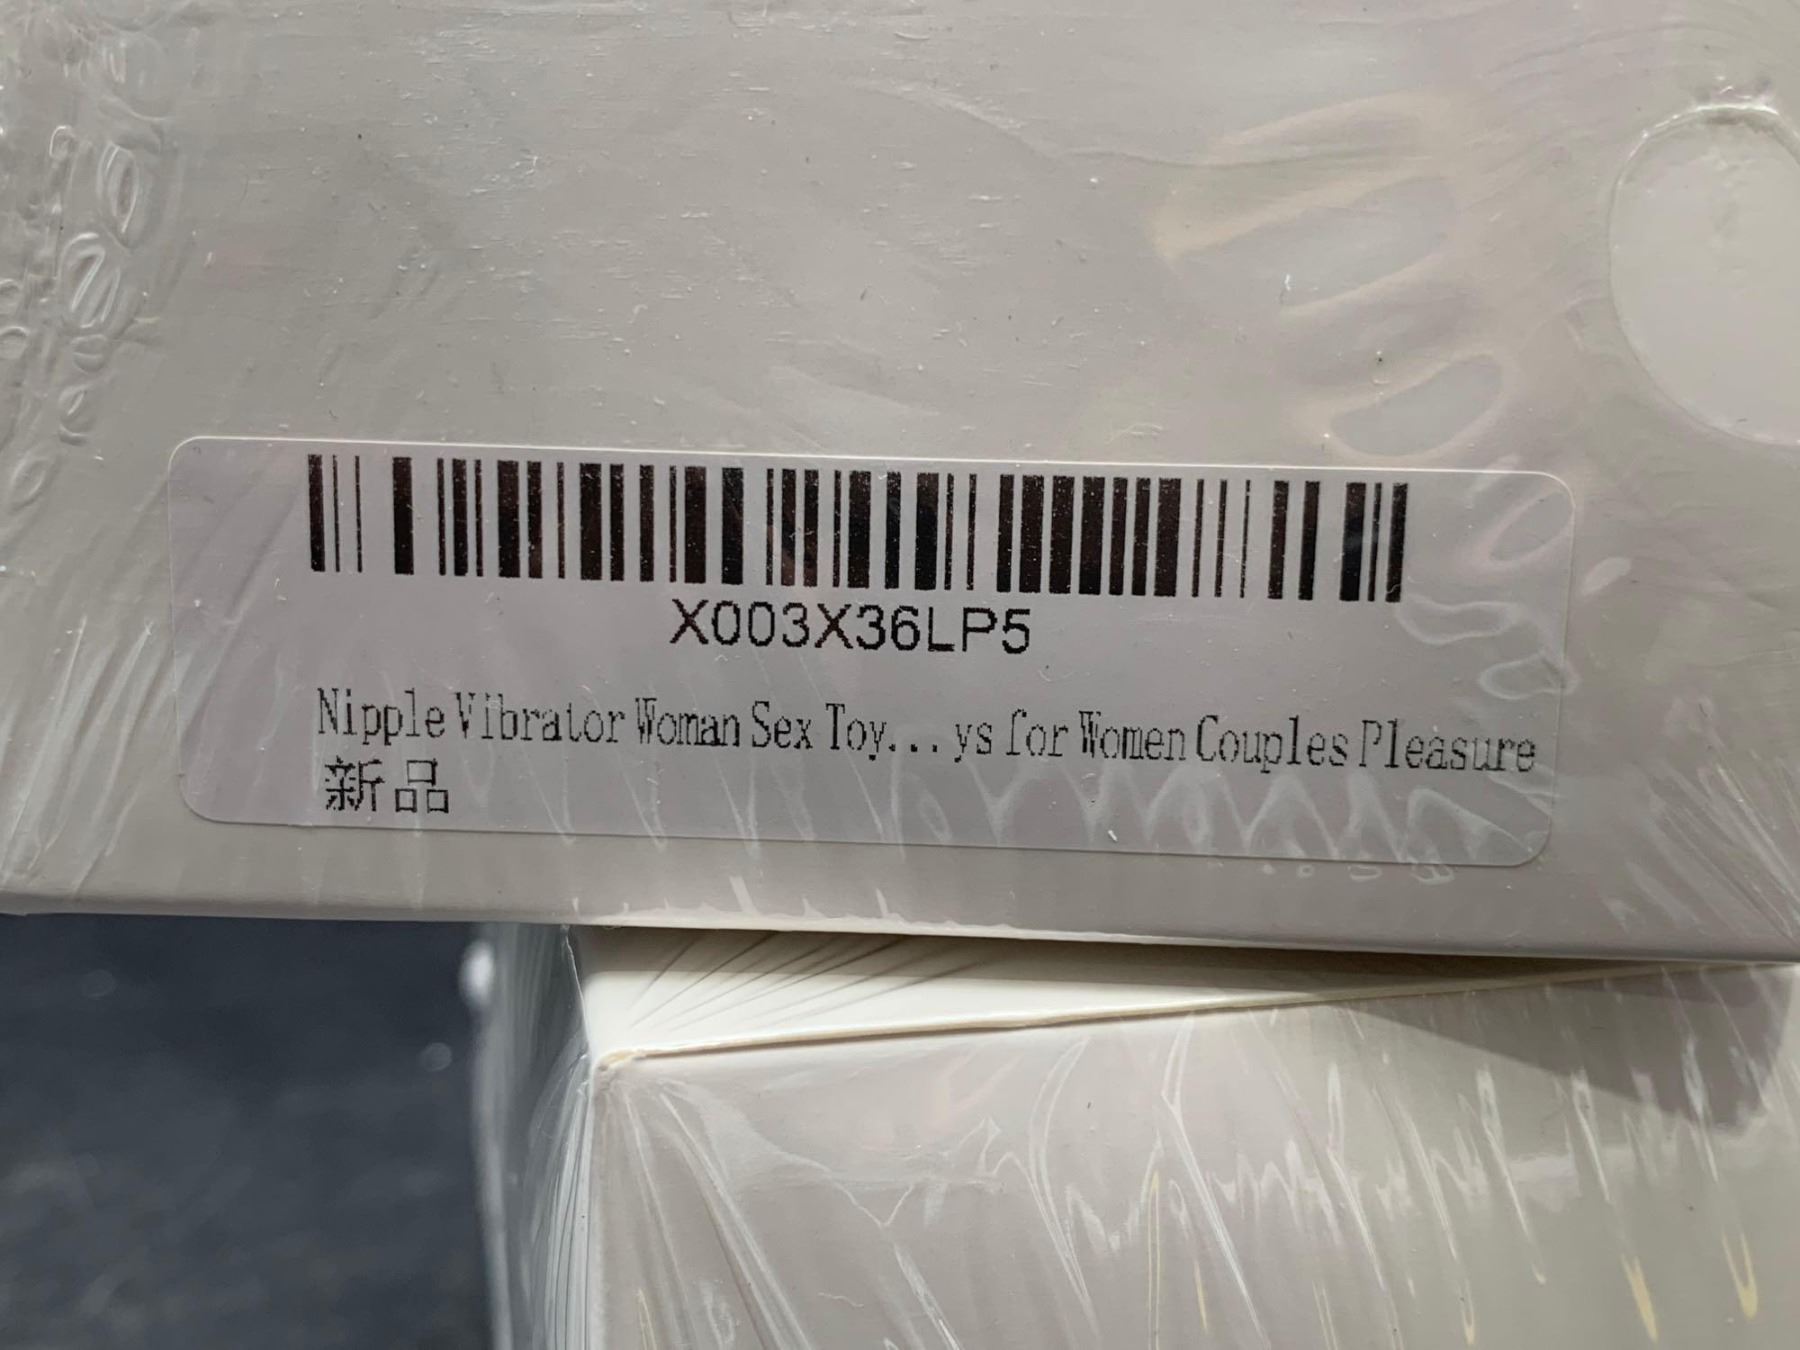 X003X36LP5
Nipple Vibrator Woman Sex Toy...ys for Women Couples Pleasure
新品